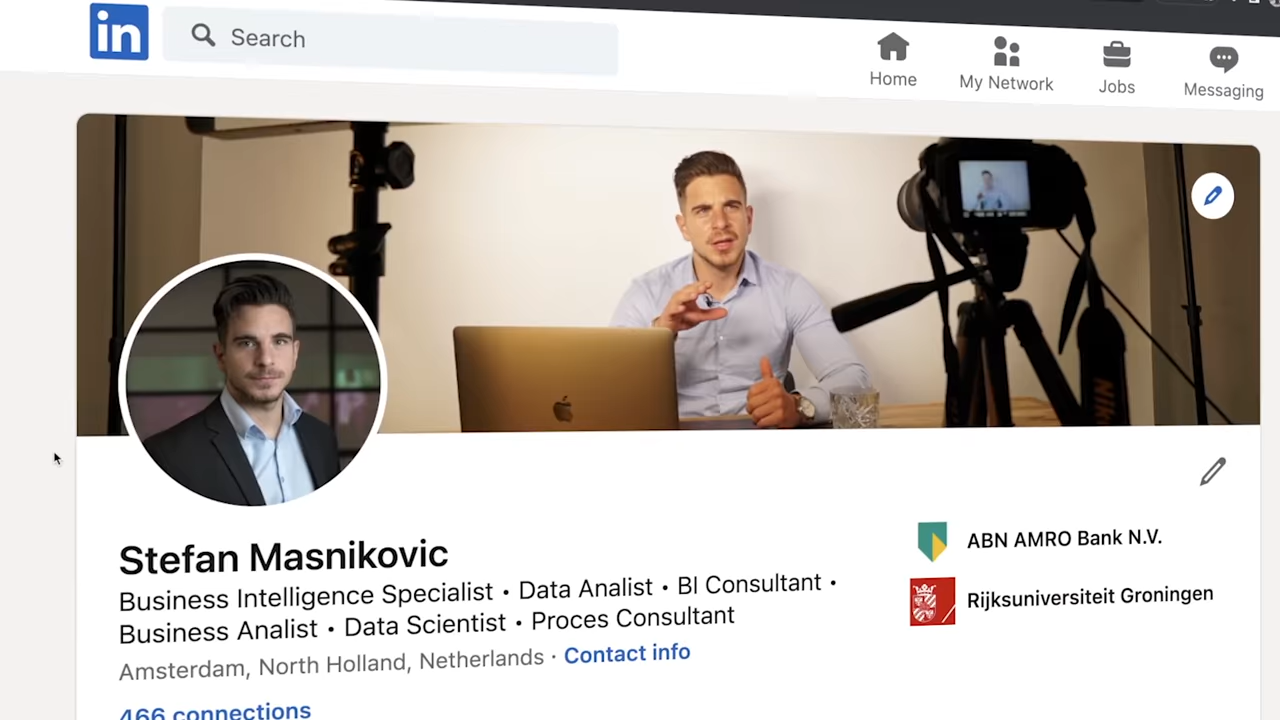 in
Search
Home
My Network
Jobs
Messaging
NIKON
Stefan Masnikovic
Business Intelligence Specialist • Data Analist • BI Consultant •
Business Analist • Data Scientist • Proces Consultant
Amsterdam, North Holland, Netherlands · Contact info
466 connections
ABN AMRO Bank N.V.
Rijksuniversiteit Groningen